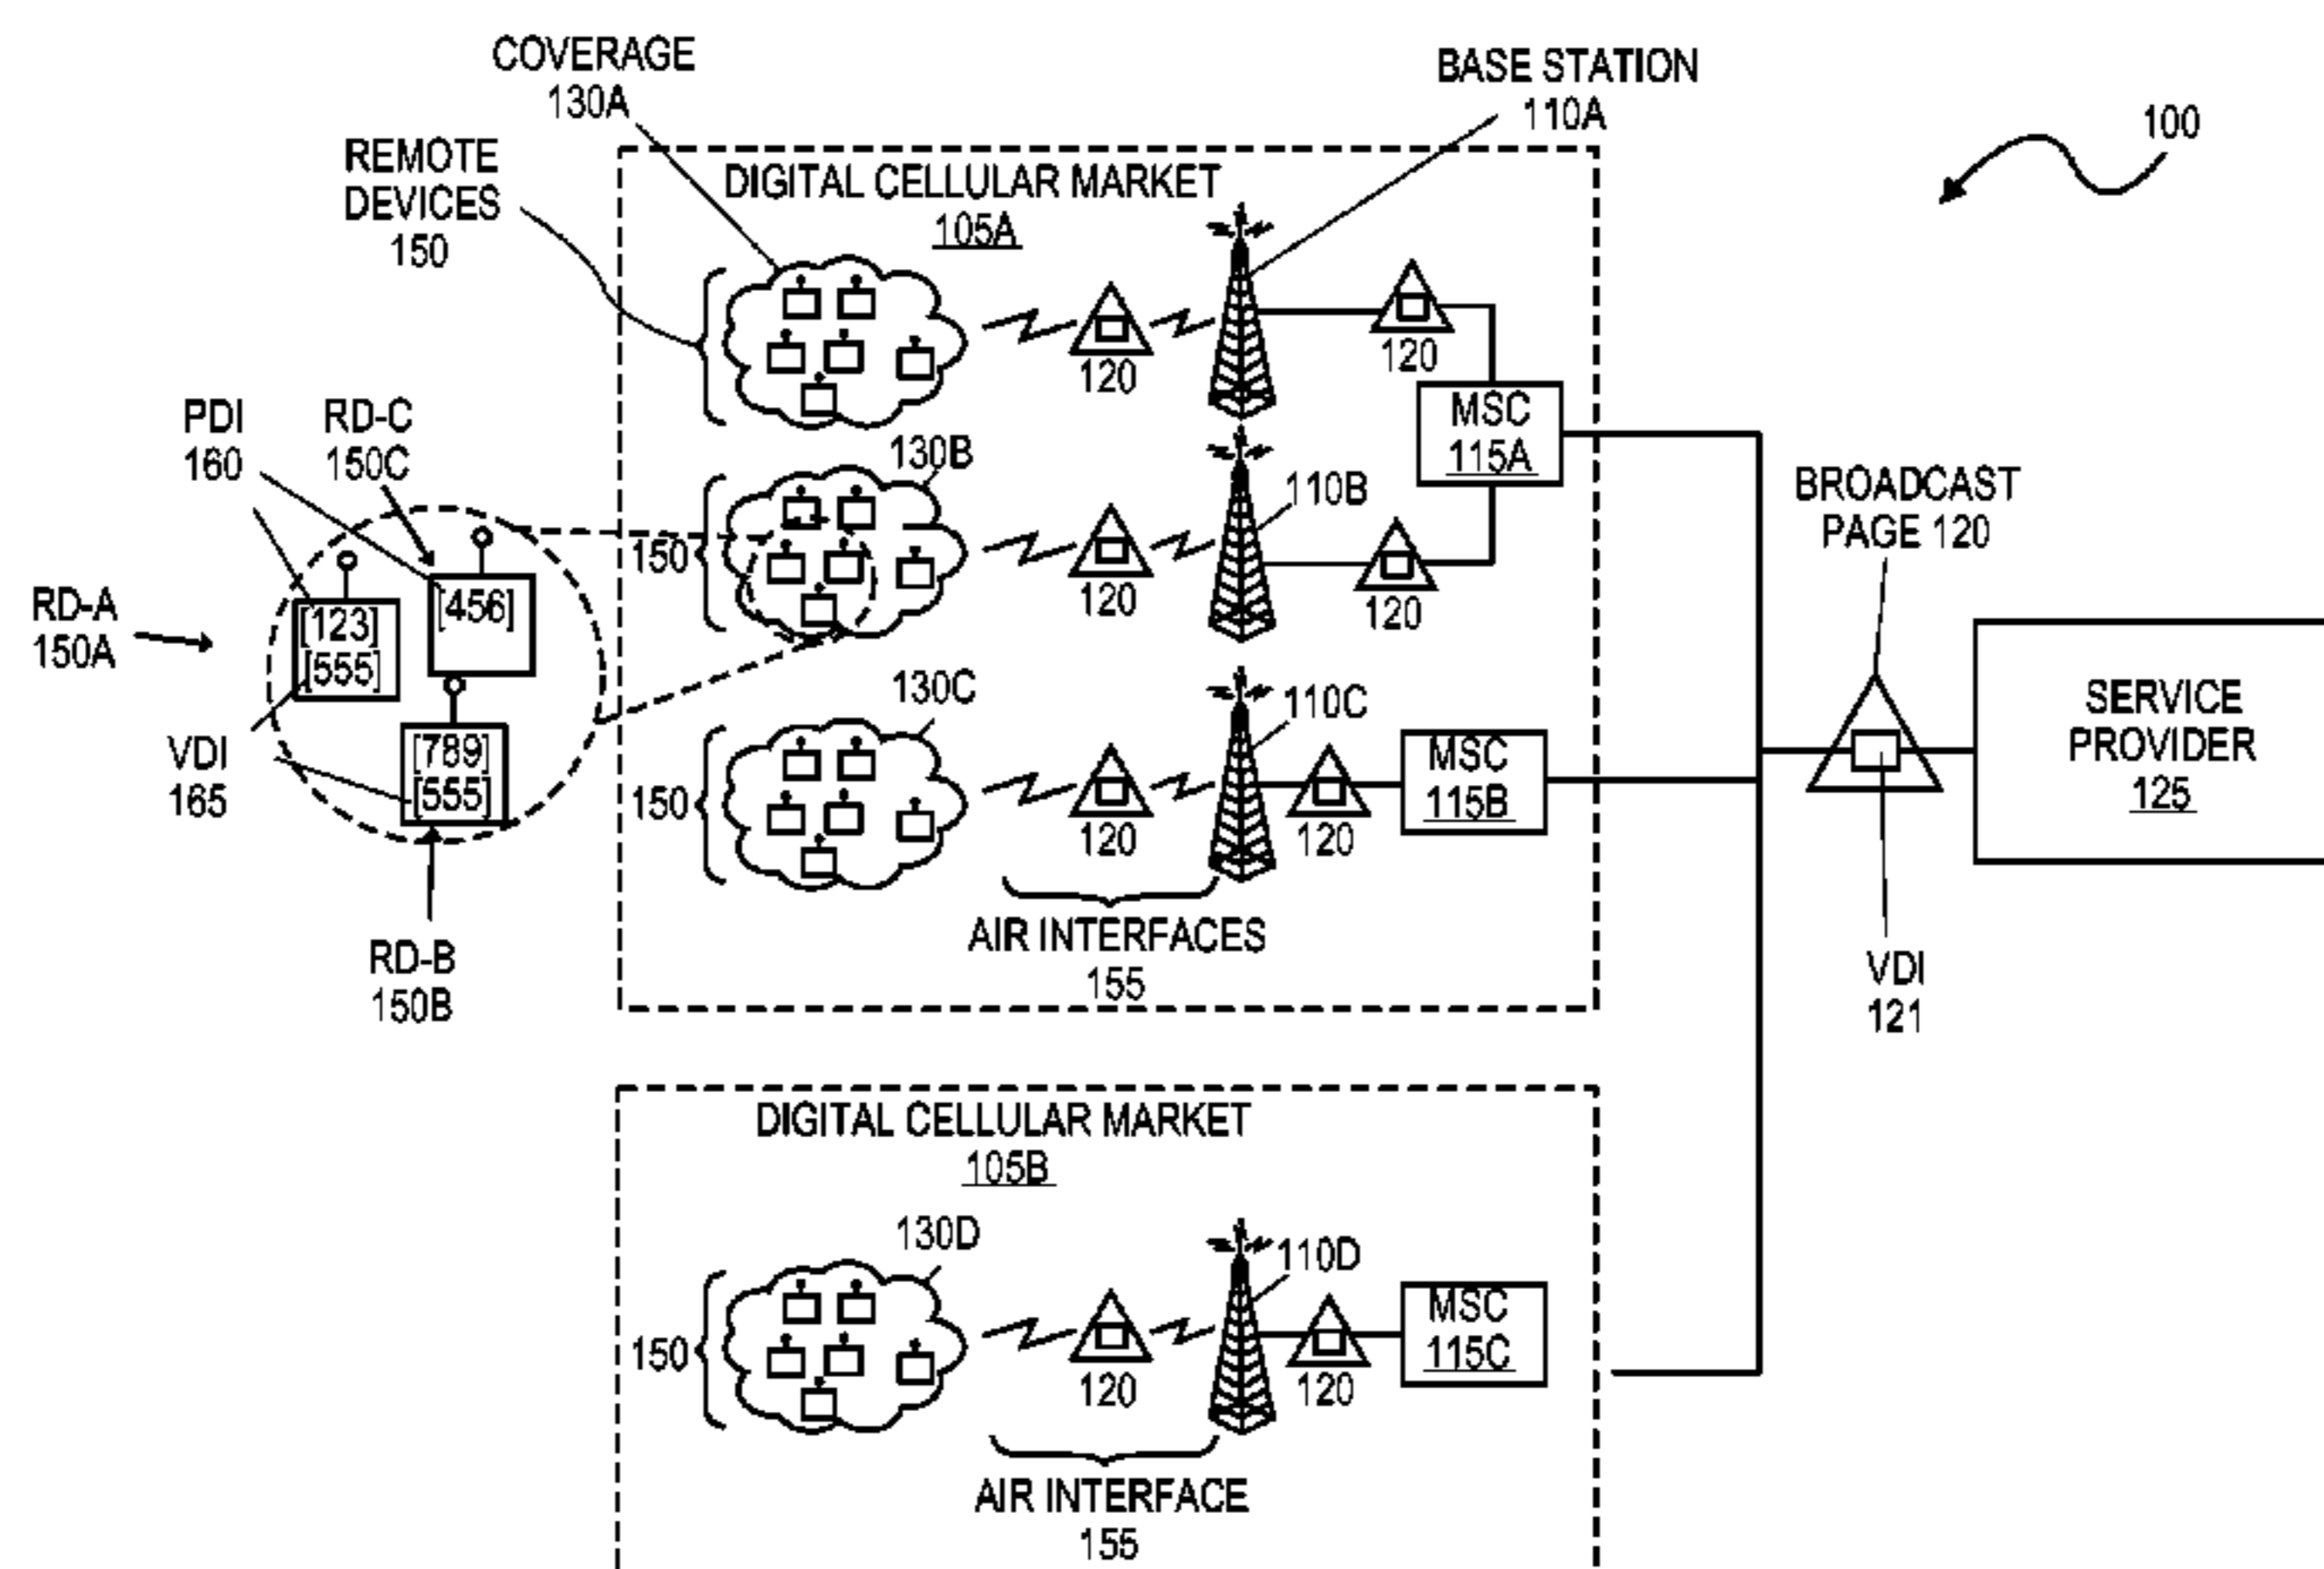 COVERAGE
130A
BASE STATION
110A
100
REMOTE
DEVICES
150
DIGITAL CELLULAR MARKET
105A
120
120
MSC
115A
PDI
160
RD-C
150C
130B
110B
BROADCAST
PAGE 120
150
120
120
RD-A
150A
[123]
[555]
[456]
VDI
165
[789]
[555]
RD-B
150B
130C
110C
150
120
120
MSC
115B
SERVICE
PROVIDER
125
AIR INTERFACES
155
VDI
121
DIGITAL CELLULAR MARKET
105B
130D
110D
150
120
120
MSC
115C
AIR INTERFACE
155